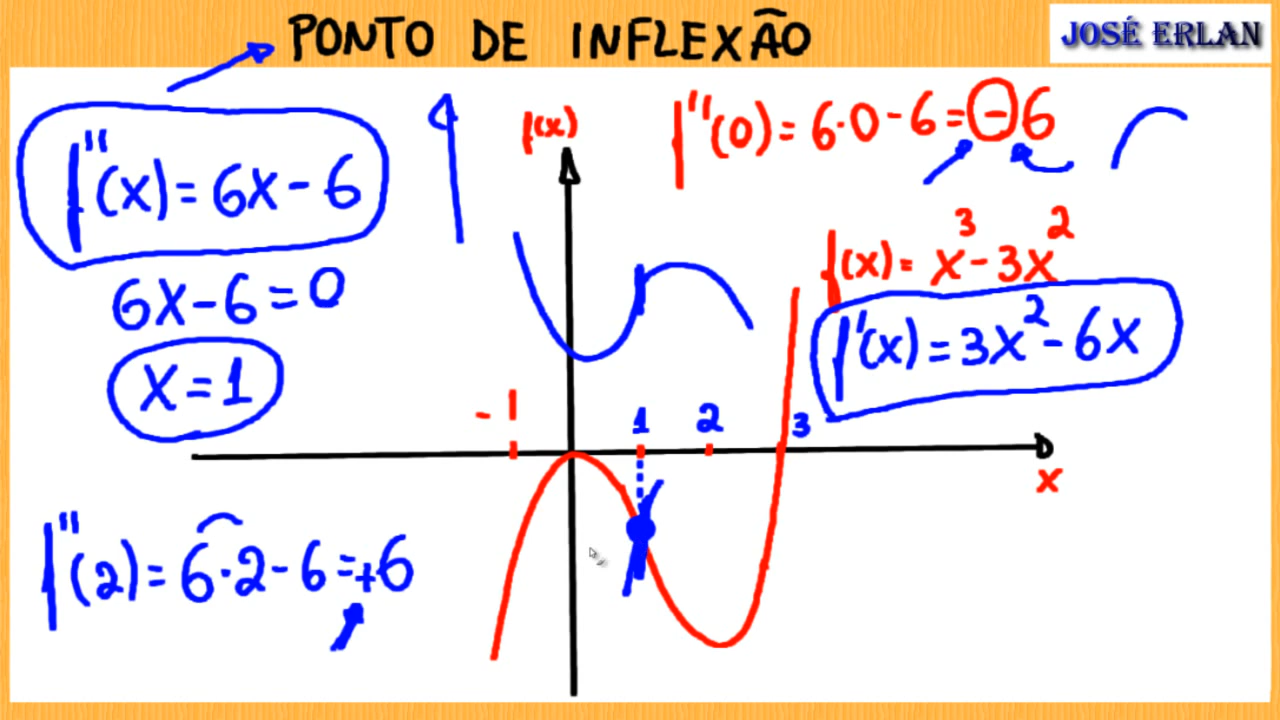 PONTO DE INFLEXÃO
JOSÉ ERLAN
f''(x) = 6x - 6
6x - 6 = 0
x = 1
f''(2) = 6·2 - 6 = +6
f(x)
-1
1
2
3
x
f''(0) = 6·0 - 6 = -6
f(x) = x³ - 3x²
f'(x) = 3x² - 6x